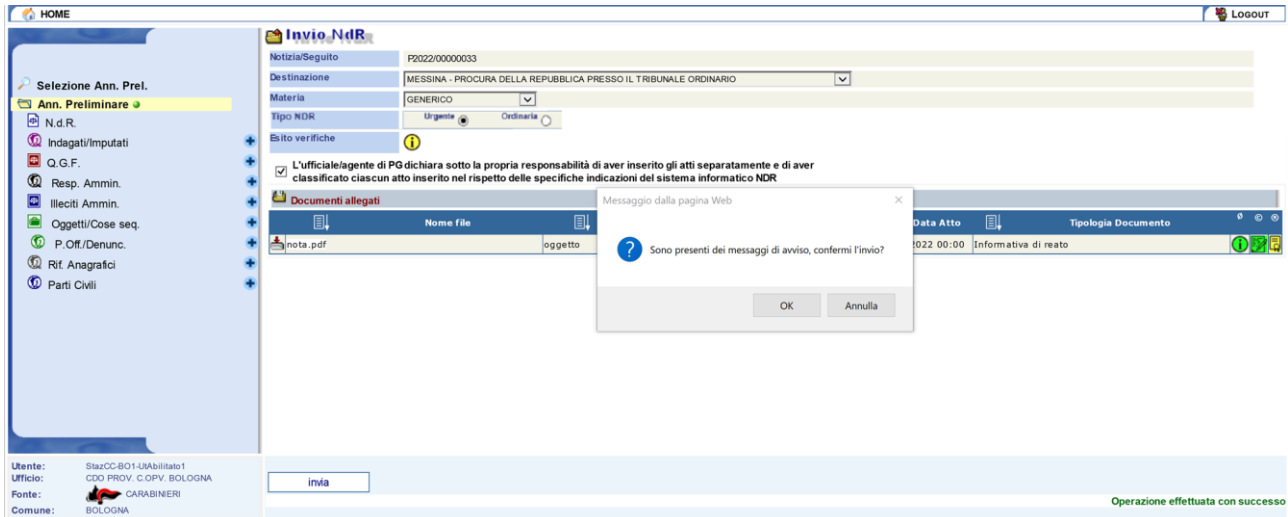 HOME
LOGOUT
Invio NdR
Notizia/Seguito P2022/00000033
Destinazione MESSINA - PROCURA DELLA REPUBBLICA PRESSO IL TRIBUNALE ORDINARIO
Materia GENERICO
Tipo NDR Urgente Ordinaria
Esito verifiche
L'ufficiale/agente di PG dichiara sotto la propria responsabilità di aver inserito gli atti separatamente e di aver
classificato ciascun atto inserito nel rispetto delle specifiche indicazioni del sistema informatico NDR
Selezione Ann. Prel.
Ann. Preliminare
N.d.R.
Indagati/Imputati
Q.G.F.
Resp. Ammin.
Illeciti Ammin.
Oggetti/Cose seq.
P.Off./Denunc.
Rif. Anagrafici
Parti Civili
Documenti allegati
Nome file Data Atto Tipologia Documento
nota.pdf oggetto 2022 00:00 Informativa di reato
Messaggio dalla pagina Web
Sono presenti dei messaggi di avviso, confermi l'invio?
OK Annulla
Utente: StazCC-BO1-UtAbilitato1
Ufficio: CDO PROV. C.OPV. BOLOGNA
Fonte: CARABINIERI
Comune: BOLOGNA
invia
Operazione effettuata con successo